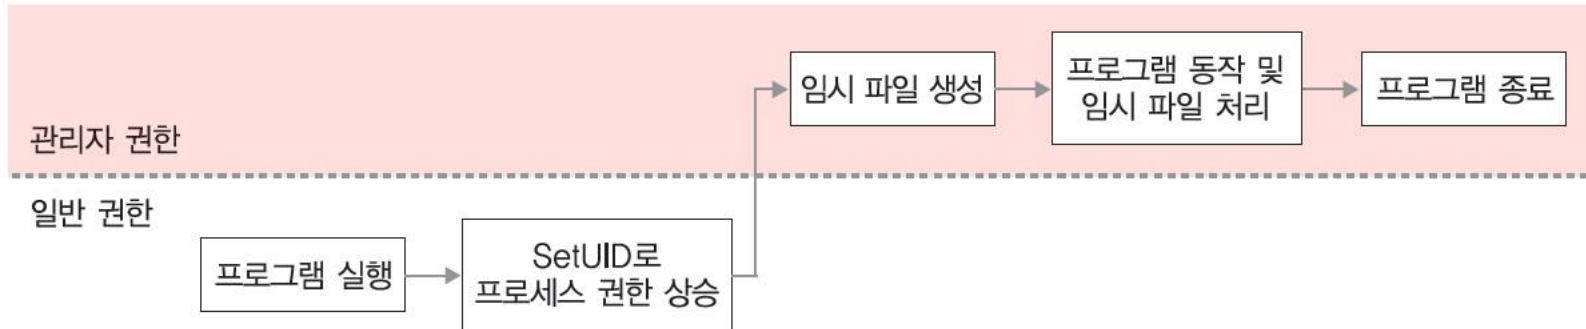 임시 파일 생성
프로그램 동작 및
임시 파일 처리
프로그램 종료
관리자 권한
일반 권한
프로그램 실행
SetUID로
프로세스 권한 상승